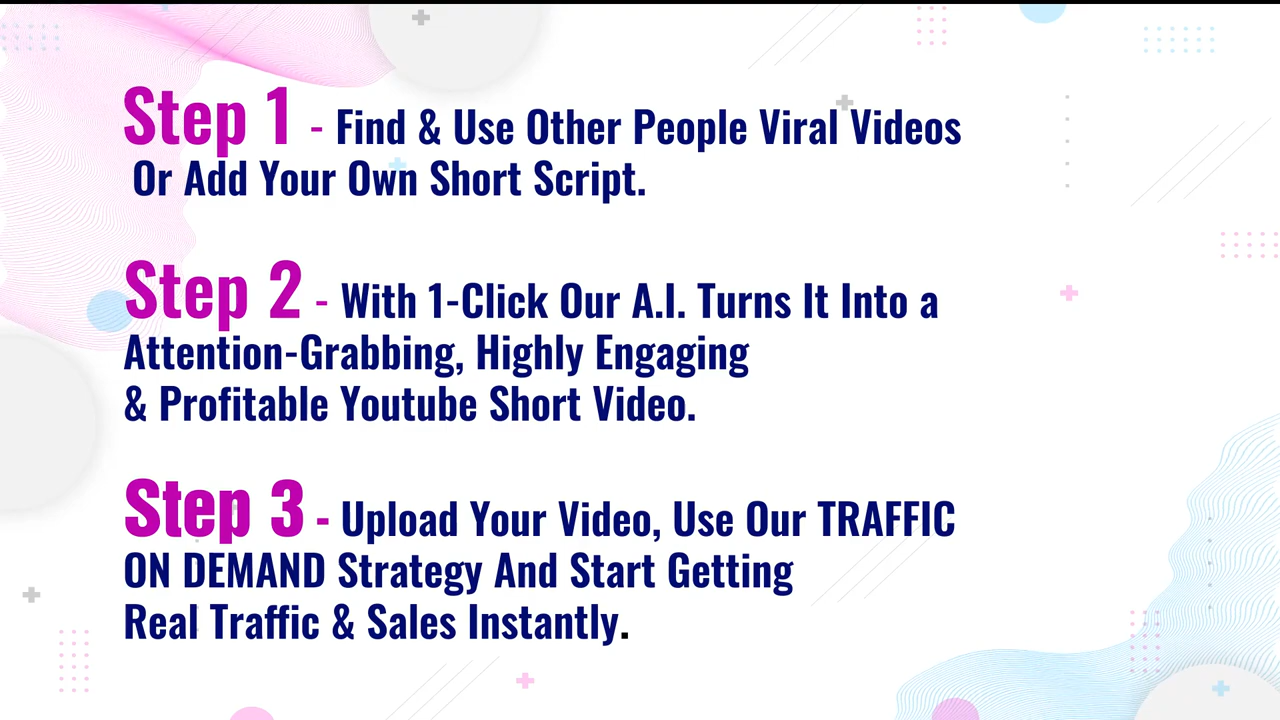 Step 1 - Find & Use Other People Viral Videos
Or Add Your Own Short Script.
Step 2 - With 1-Click Our A.I. Turns It Into a
Attention-Grabbing, Highly Engaging
& Profitable Youtube Short Video.
Step 3 - Upload Your Video, Use Our TRAFFIC
ON DEMAND Strategy And Start Getting
Real Traffic & Sales Instantly.